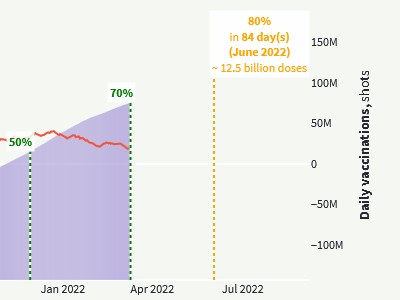 80%
in 84 day(s)
(June 2022)
~ 12.5 billion doses
70%
50%
150M
100M
50M
0
−50M
−100M
Daily vaccinations, shots
Jan 2022
Apr 2022
Jul 2022